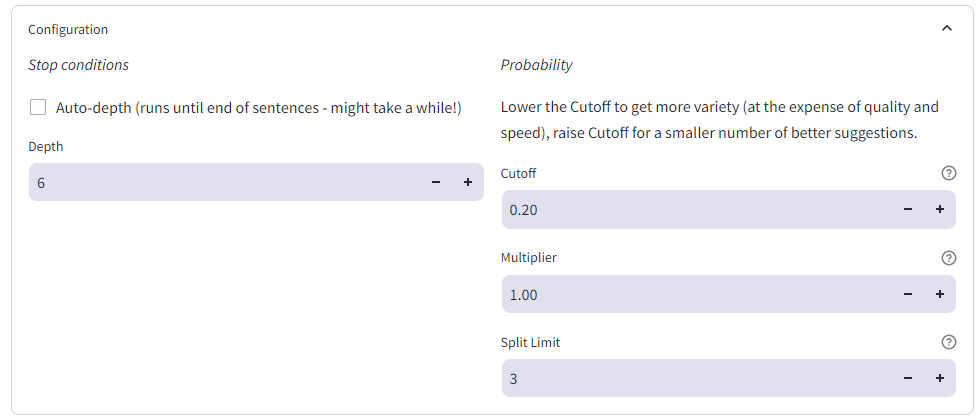 Configuration
Stop conditions
Auto-depth (runs until end of sentences - might take a while!)
Depth
6
Probability
Lower the Cutoff to get more variety (at the expense of quality and
speed), raise Cutoff for a smaller number of better suggestions.
Cutoff
0.20
Multiplier
1.00
Split Limit
3